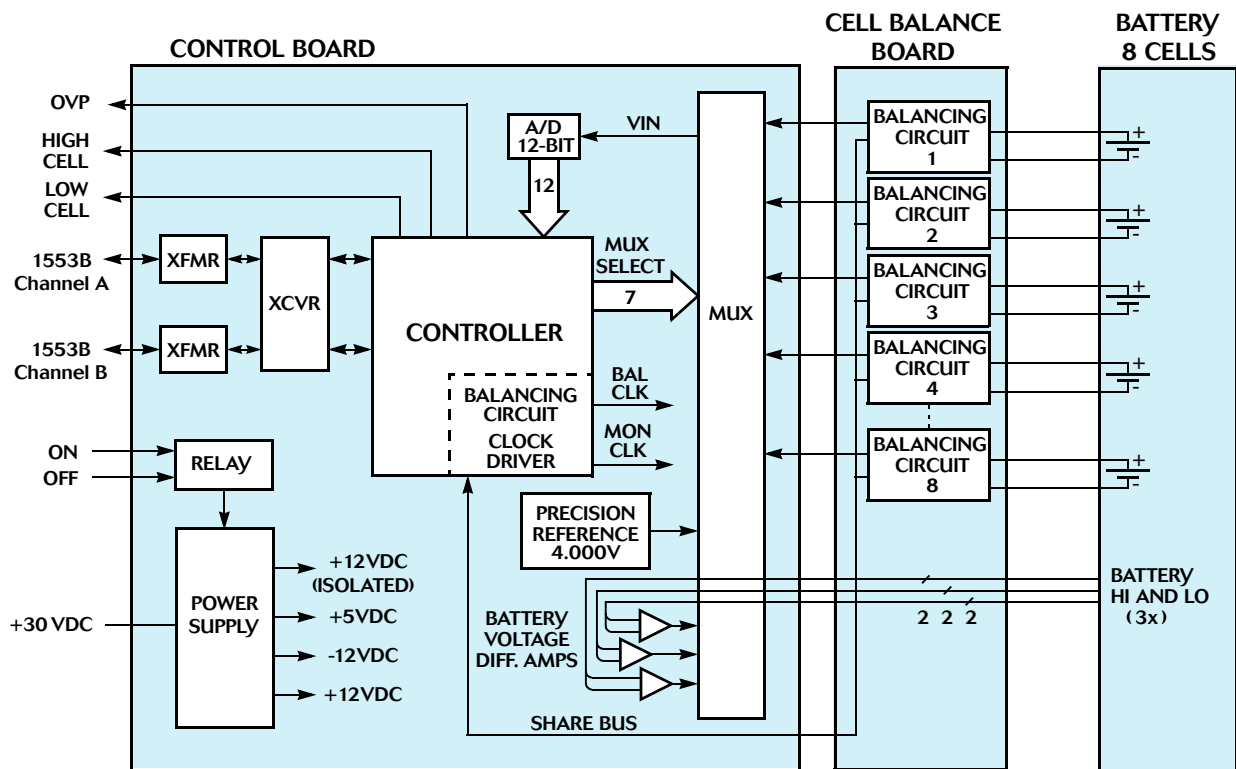 CONTROL BOARD
CELL BALANCE
BOARD
BATTERY
8 CELLS
OVP
HIGH
CELL
LOW
CELL
1553B
Channel A
1553B
Channel B
XFMR
XFMR
XCVR
A/D
12-BIT
VIN
12
CONTROLLER
MUX
SELECT
7
MUX
BALANCING
CIRCUIT
CLOCK
DRIVER
BAL
CLK
MON
CLK
BALANCING
CIRCUIT
1
+
-
BALANCING
CIRCUIT
2
+
-
BALANCING
CIRCUIT
3
+
-
BALANCING
CIRCUIT
4
+
-
BALANCING
CIRCUIT
8
+
-
ON
OFF
RELAY
PRECISION
REFERENCE
4.000V
+30 VDC
POWER
SUPPLY
+12VDC
(ISOLATED)
+5VDC
-12VDC
+12VDC
BATTERY
VOLTAGE
DIFF. AMPS
2 2 2
BATTERY
HI AND LO
(3x)
SHARE BUS